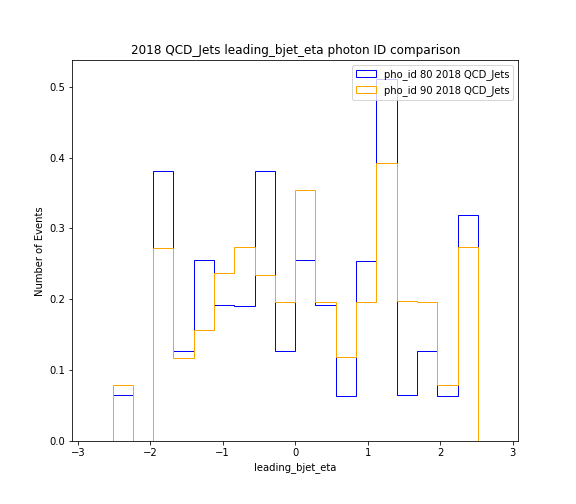 2018 QCD_Jets leading_bjet_eta photon ID comparison
pho_id 80 2018 QCD_Jets
pho_id 90 2018 QCD_Jets
Number of Events
0.5
0.4
0.3
0.2
0.1
0.0
−3
−2
−1
0
1
2
3
leading_bjet_eta